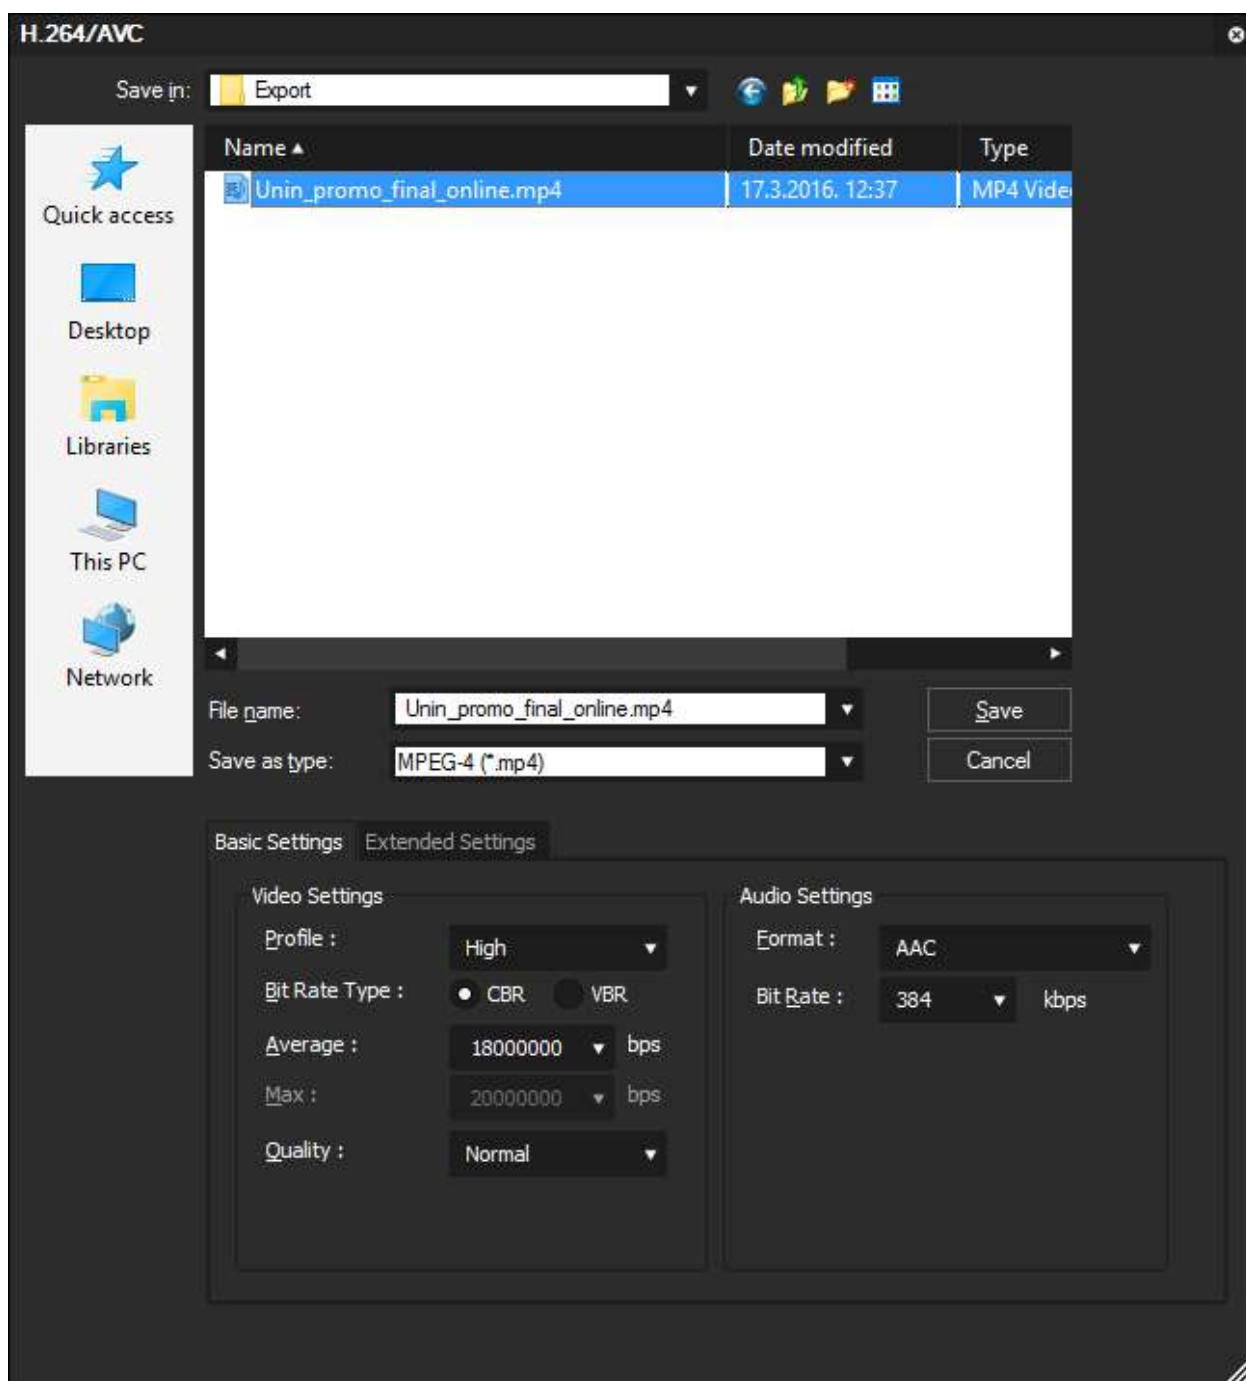 H.264/AVC
Save in: Export
Name Date modified Type
Unin_promo_final_online.mp4 17.3.2016. 12:37 MP4 Vide
Quick access
Desktop
Libraries
This PC
Network
File name: Unin_promo_final_online.mp4 Save
Save as type: MPEG-4 (*.mp4) Cancel
Basic Settings Extended Settings
Video Settings Audio Settings
Profile : High Format : AAC
Bit Rate Type : CBR VBR Bit Rate : 384 kbps
Average : 18000000 bps
Max : 20000000 bps
Quality : Normal